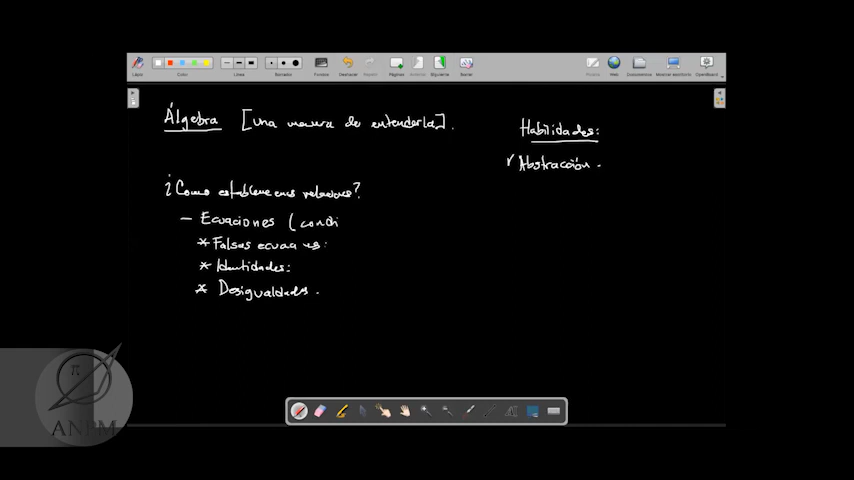 Álgebra [una manera de entenderla].
Habilidades:
✓ Abstracción.
¿Como establecemos relaciones?
- Ecuaciones (condi
* Falsas ecuaciones:
* Identidades:
* Desigualdades.
π
ANPM